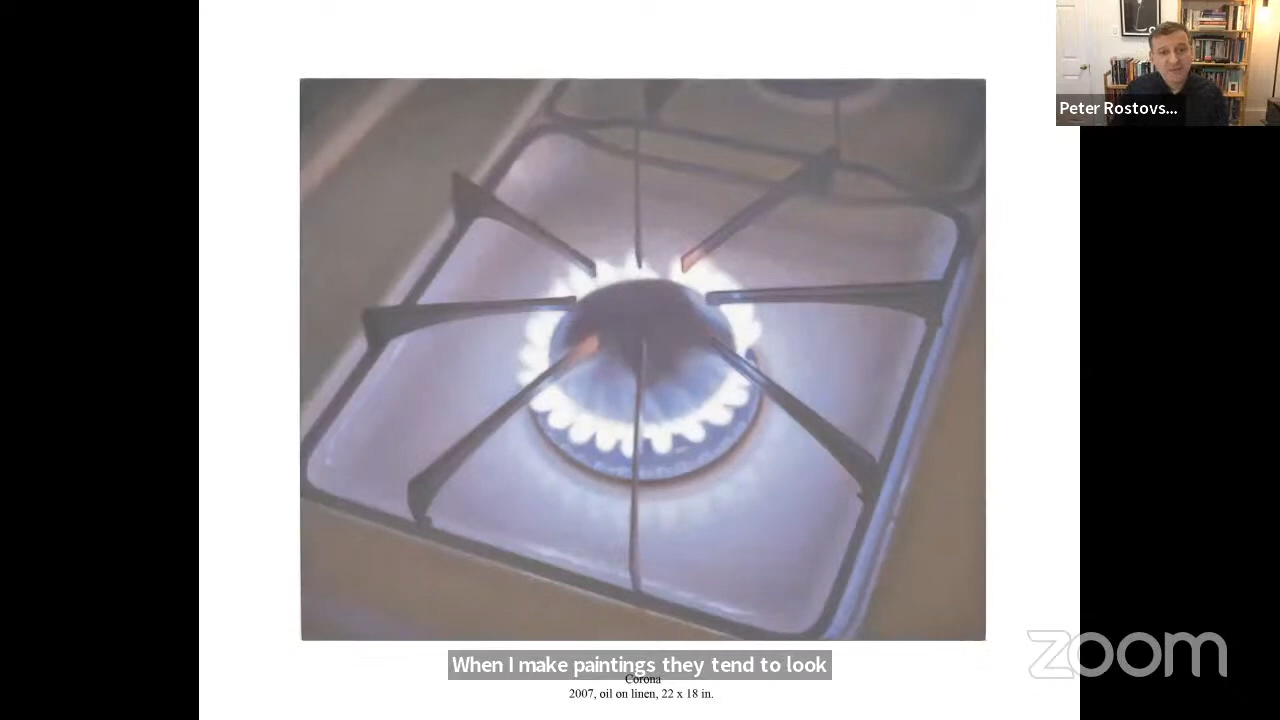 Peter Rostovs...
When I make paintings they tend to look
Corona
2007, oil on linen, 22 x 18 in.
zoom